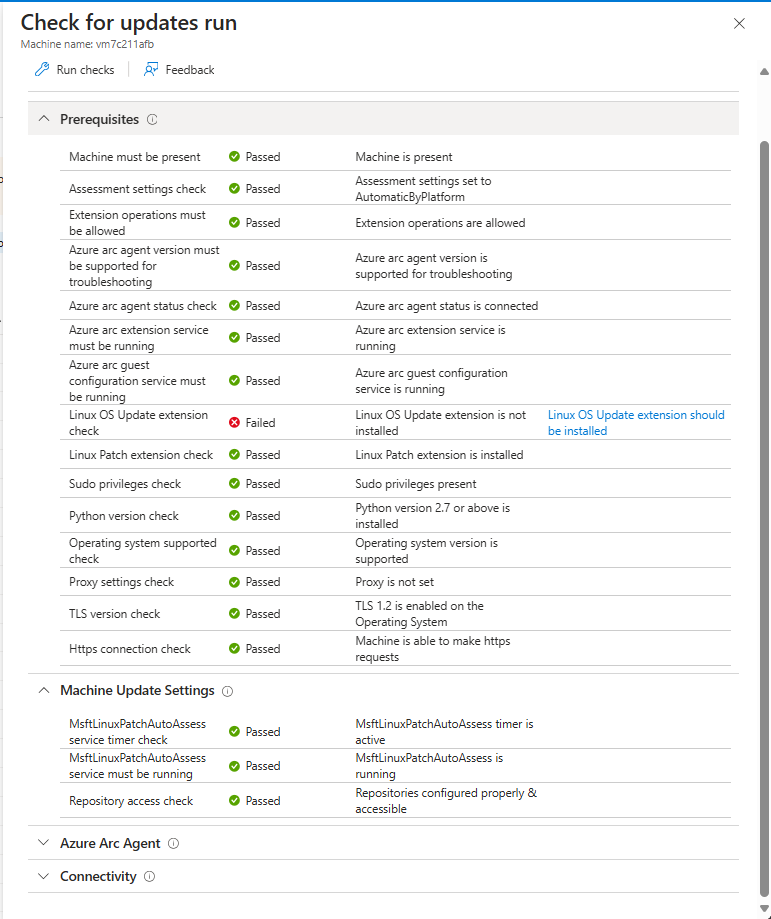 Check for updates run
Machine name: vm7c211afb
Run checks
Feedback
Prerequisites
Machine must be present Passed Machine is present
Assessment settings check Passed Assessment settings set to
AutomaticByPlatform
Extension operations must
be allowed Passed Extension operations are allowed
Azure arc agent version must
be supported for
troubleshooting Passed Azure arc agent version is
supported for troubleshooting
Azure arc agent status check Passed Azure arc agent status is connected
Azure arc extension service
must be running Passed Azure arc extension service is
running
Azure arc guest
configuration service must
be running Passed Azure arc guest configuration
service is running
Linux OS Update extension
check Failed Linux OS Update extension is not
installed Linux OS Update extension should
be installed
Linux Patch extension check Passed Linux Patch extension is installed
Sudo privileges check Passed Sudo privileges present
Python version check Passed Python version 2.7 or above is
installed
Operating system supported
check Passed Operating system version is
supported
Proxy settings check Passed Proxy is not set
TLS version check Passed TLS 1.2 is enabled on the
Operating System
Https connection check Passed Machine is able to make https
requests
Machine Update Settings
MsftLinuxPatchAutoAssess
service timer check Passed MsftLinuxPatchAutoAssess timer is
active
MsftLinuxPatchAutoAssess
service must be running Passed MsftLinuxPatchAutoAssess is
running
Repository access check Passed Repositories configured properly &
accessible
Azure Arc Agent
Connectivity